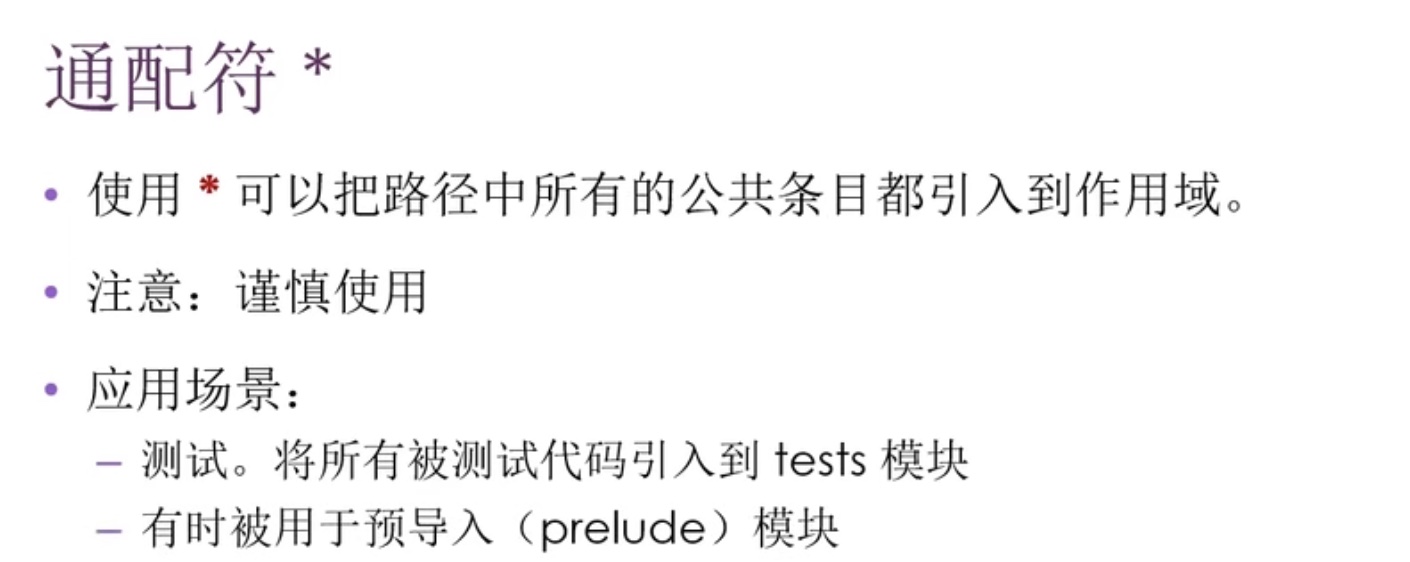 通配符 *
• 使用 * 可以把路径中所有的公共条目都引入到作用域。
• 注意：谨慎使用
• 应用场景：
– 测试。将所有被测试代码引入到 tests 模块
– 有时被用于预导入（prelude）模块